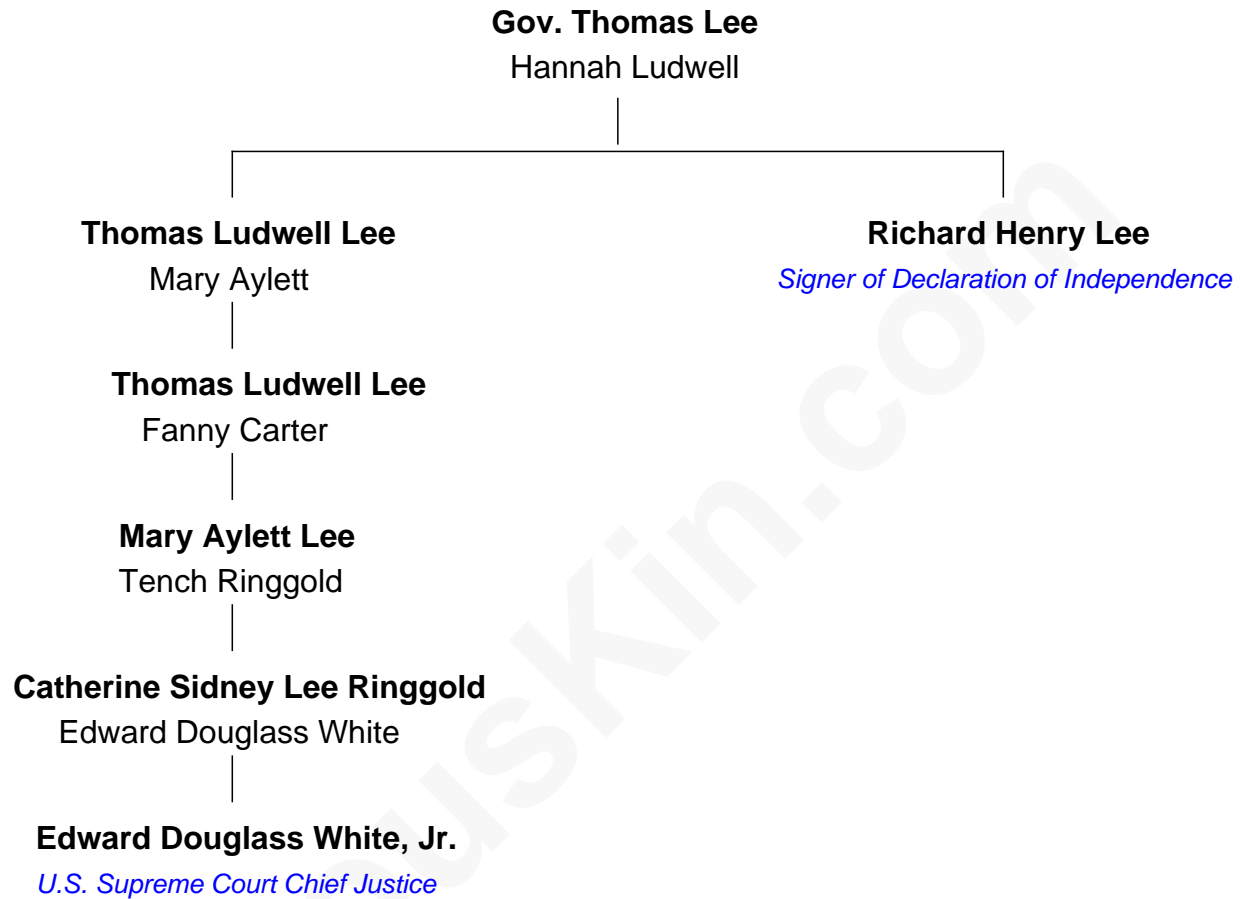 Gov. Thomas Lee
Hannah Ludwell
Thomas Ludwell Lee
Mary Aylett
Richard Henry Lee
Signer of Declaration of Independence
Thomas Ludwell Lee
Fanny Carter
Mary Aylett Lee
Tench Ringgold
Catherine Sidney Lee Ringgold
Edward Douglass White
Edward Douglass White, Jr.
U.S. Supreme Court Chief Justice
ousKin.com